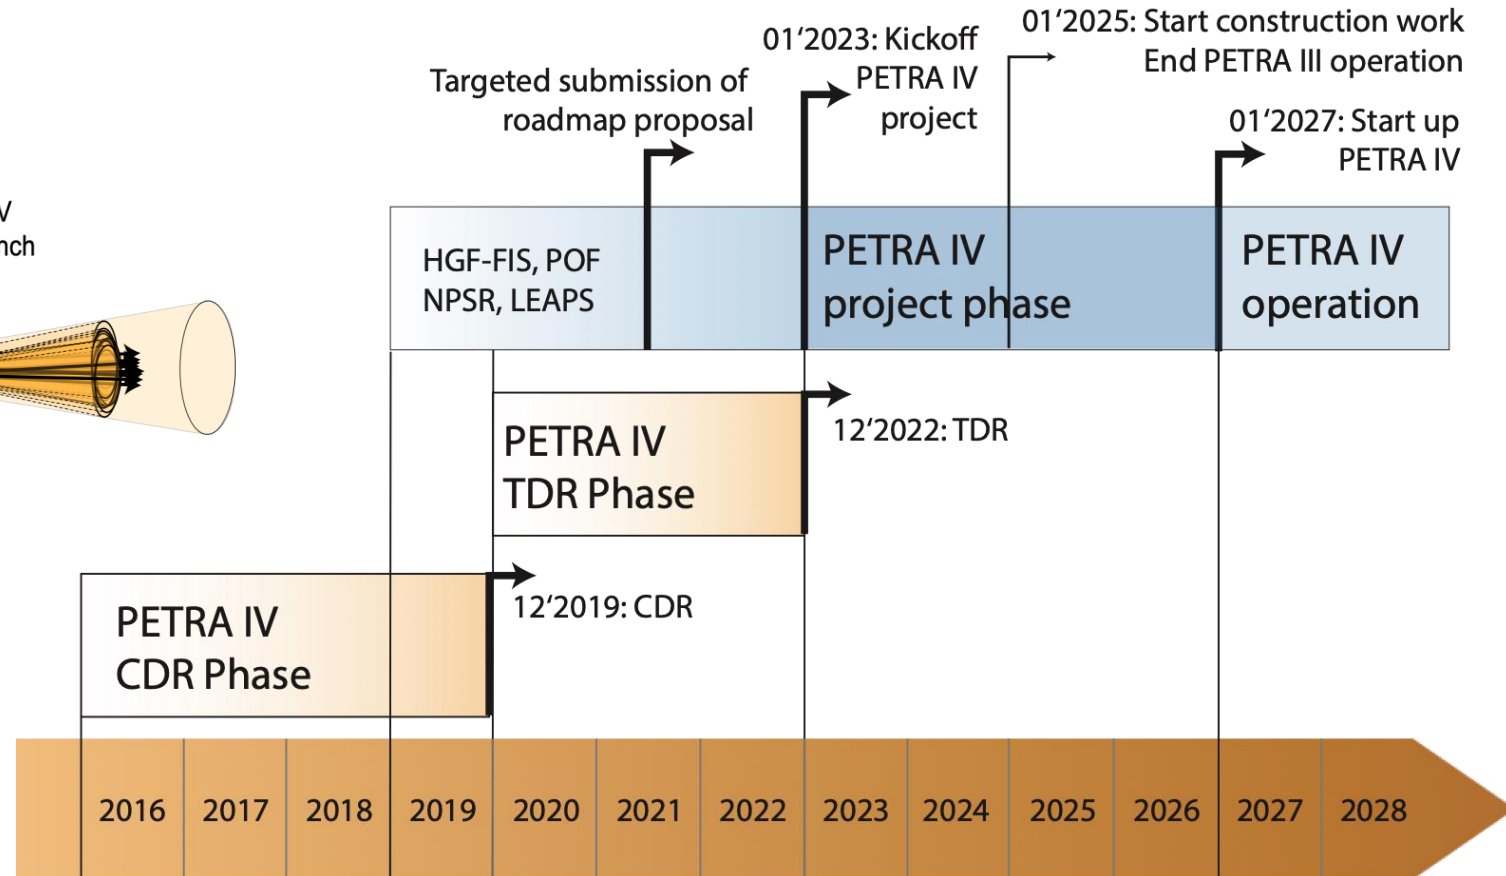 01‘2025: Start construction work
End PETRA III operation
01‘2023: Kickoff
PETRA IV
project
Targeted submission of
roadmap proposal
01‘2027: Start up
PETRA IV
V
nch
HGF-FIS, POF
NPSR, LEAPS
PETRA IV
project phase
PETRA IV
operation
PETRA IV
TDR Phase
12‘2022: TDR
PETRA IV
CDR Phase
12‘2019: CDR
2016 2017 2018 2019 2020 2021 2022 2023 2024 2025 2026 2027 2028